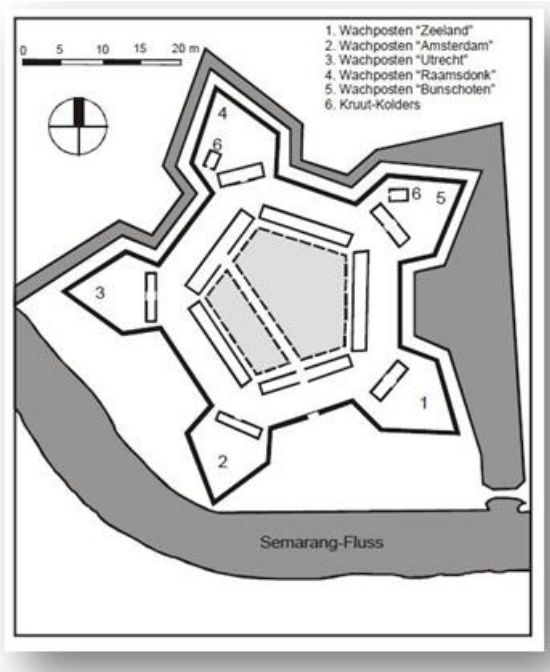 1. Wachposten "Zeeland"
2. Wachposten "Amsterdam"
3. Wachposten "Utrecht"
4. Wachposten "Raamsdonk"
5. Wachposten "Bunschoten"
6. Kruut-Kolders
0 5 10 15 20 m
4
6
6 5
3
1
2
Semarang-Fluss